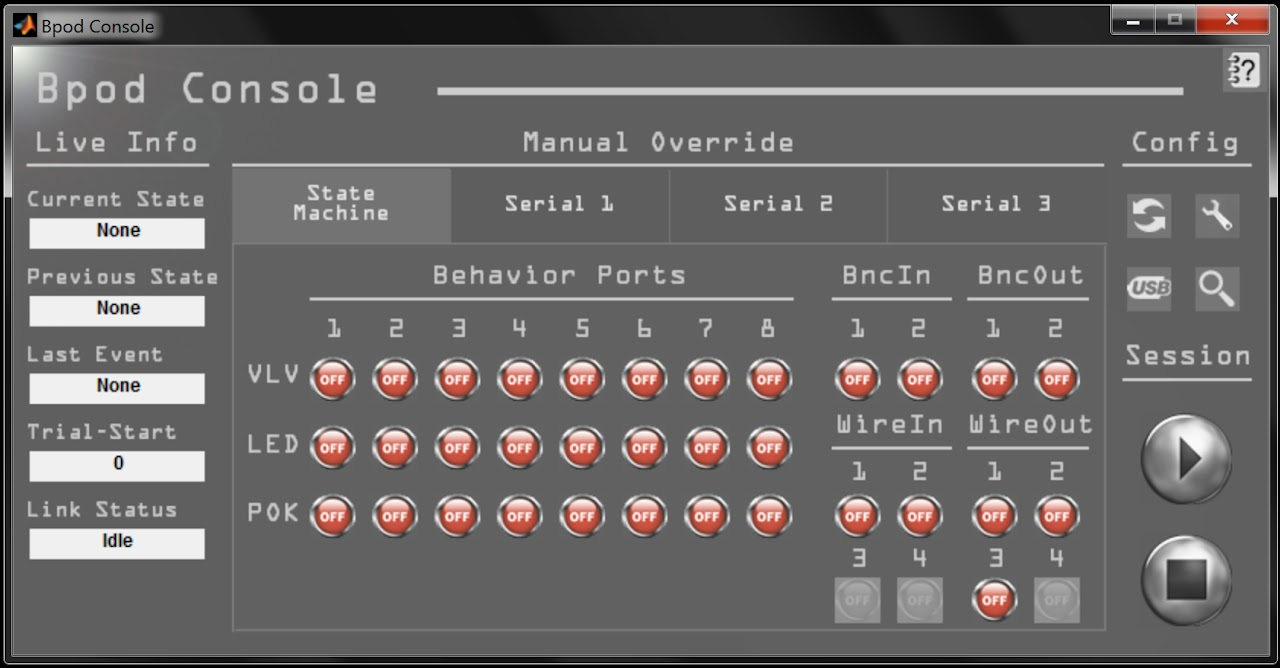 Bpod Console
Bpod Console
?
Live Info
Current State
None
Previous State
None
Last Event
None
Trial-Start
0
Link Status
Idle
Manual Override
State
Machine
Serial 1
Serial 2
Serial 3
Behavior Ports
1 2 3 4 5 6 7 8
VLV OFF OFF OFF OFF OFF OFF OFF OFF
LED OFF OFF OFF OFF OFF OFF OFF OFF
POK OFF OFF OFF OFF OFF OFF OFF OFF
BncIn
1 2
OFF OFF
BncOut
1 2
OFF OFF
WireIn
1 2
OFF OFF
3 4
OFF OFF
WireOut
1 2
OFF OFF
3 4
OFF OFF
Config
USB
Session